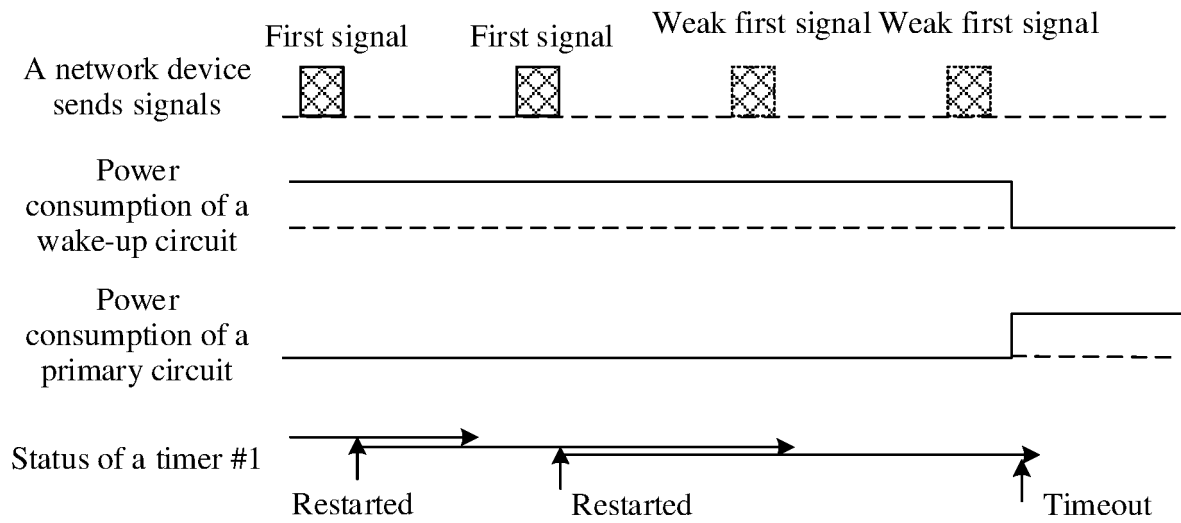 First signal
First signal
Weak first signal
Weak first signal
A network device
sends signals
Power
consumption of a
wake-up circuit
Power
consumption of a
primary circuit
Status of a timer #1
Restarted
Restarted
Timeout